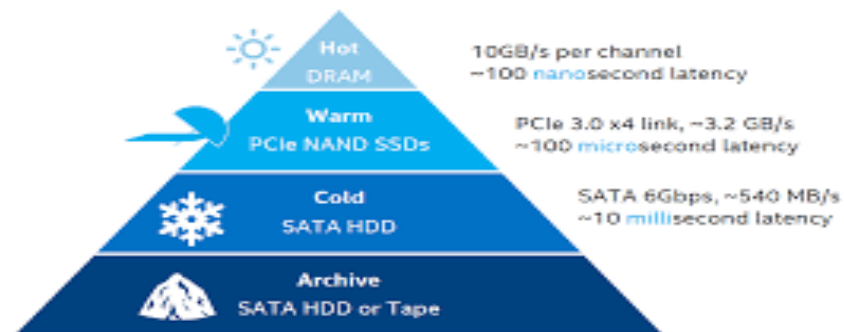 Hot
DRAM
10GB/s per channel
~100 nanosecond latency
Warm
PCIe NAND SSDs
PCIe 3.0 x4 link, ~3.2 GB/s
~100 microsecond latency
Cold
SATA HDD
SATA 6Gbps, ~540 MB/s
~10 millisecond latency
Archive
SATA HDD or Tape